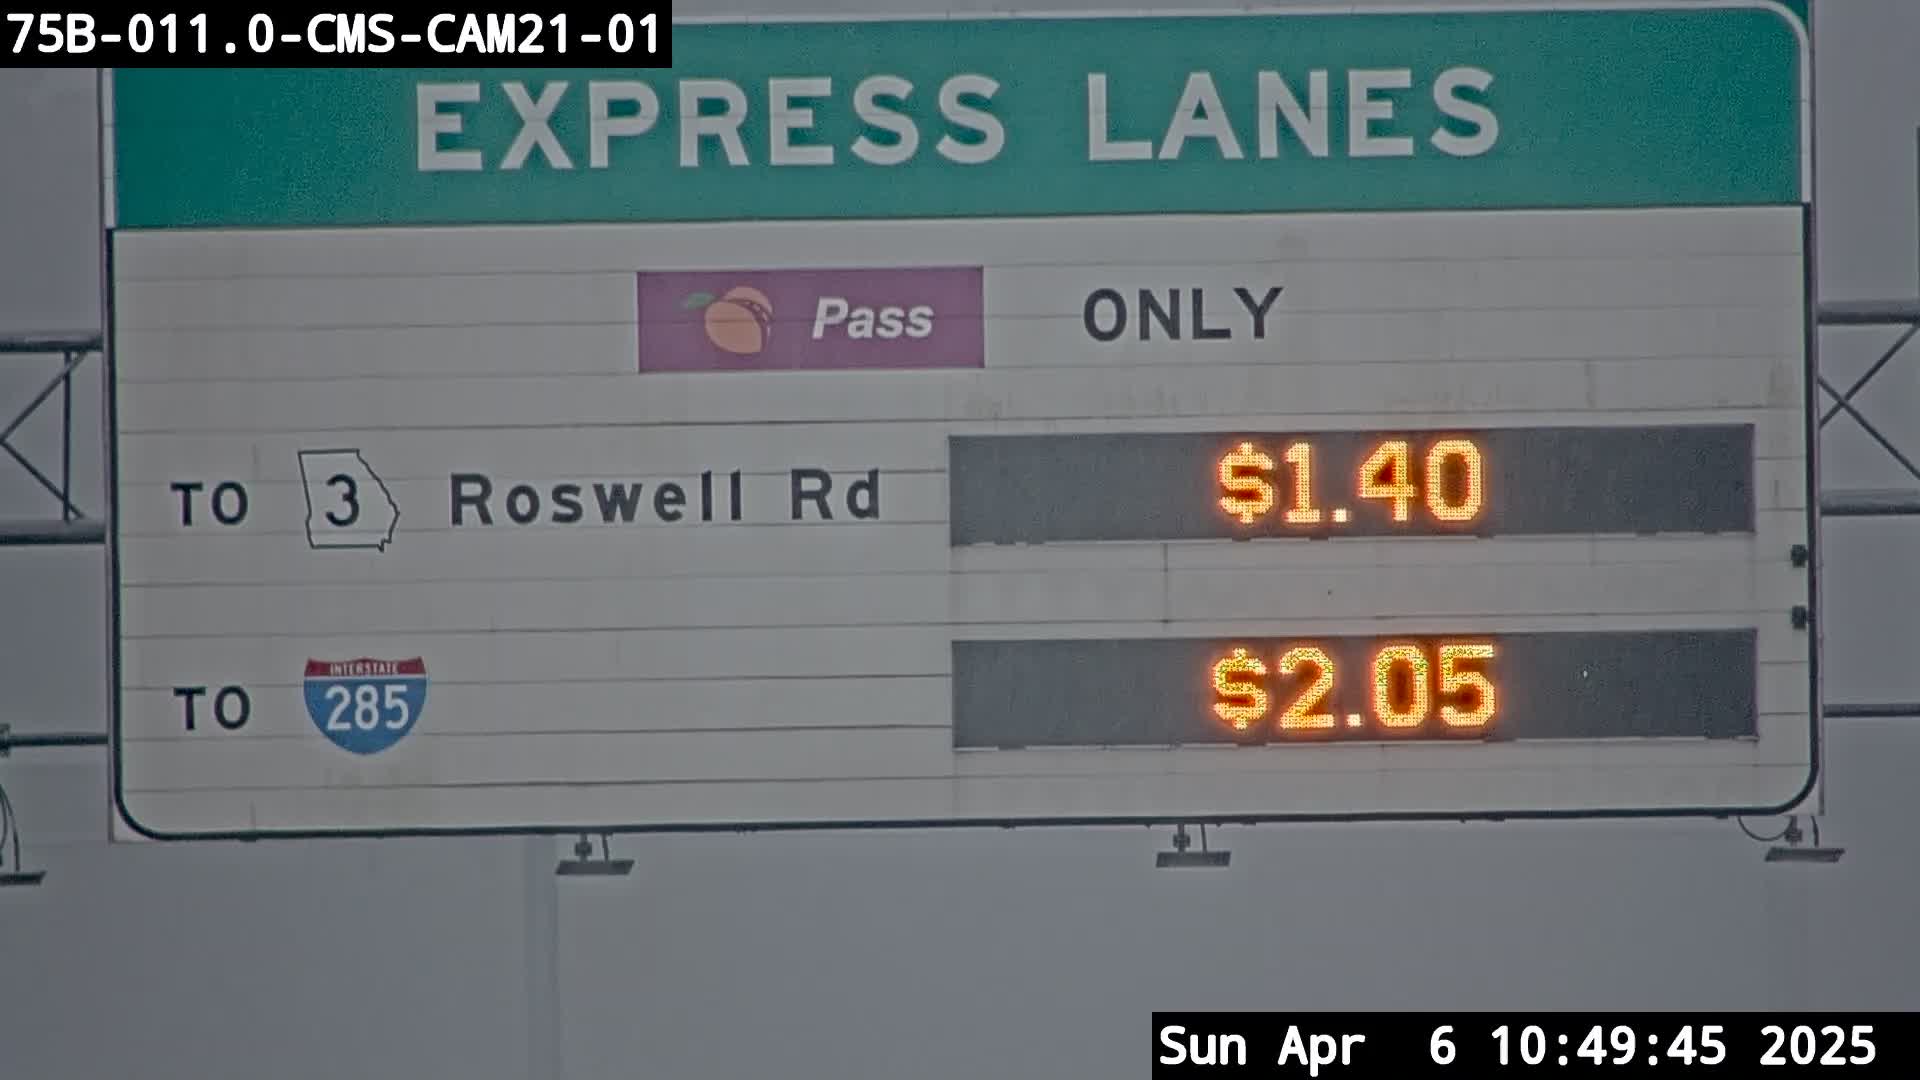 75B-011.0-CMS-CAM21-01
EXPRESS LANES
Pass ONLY
TO 3 Roswell Rd $1.40
INTERSTATE
TO 285 $2.05
Sun Apr 6 10:49:45 2025